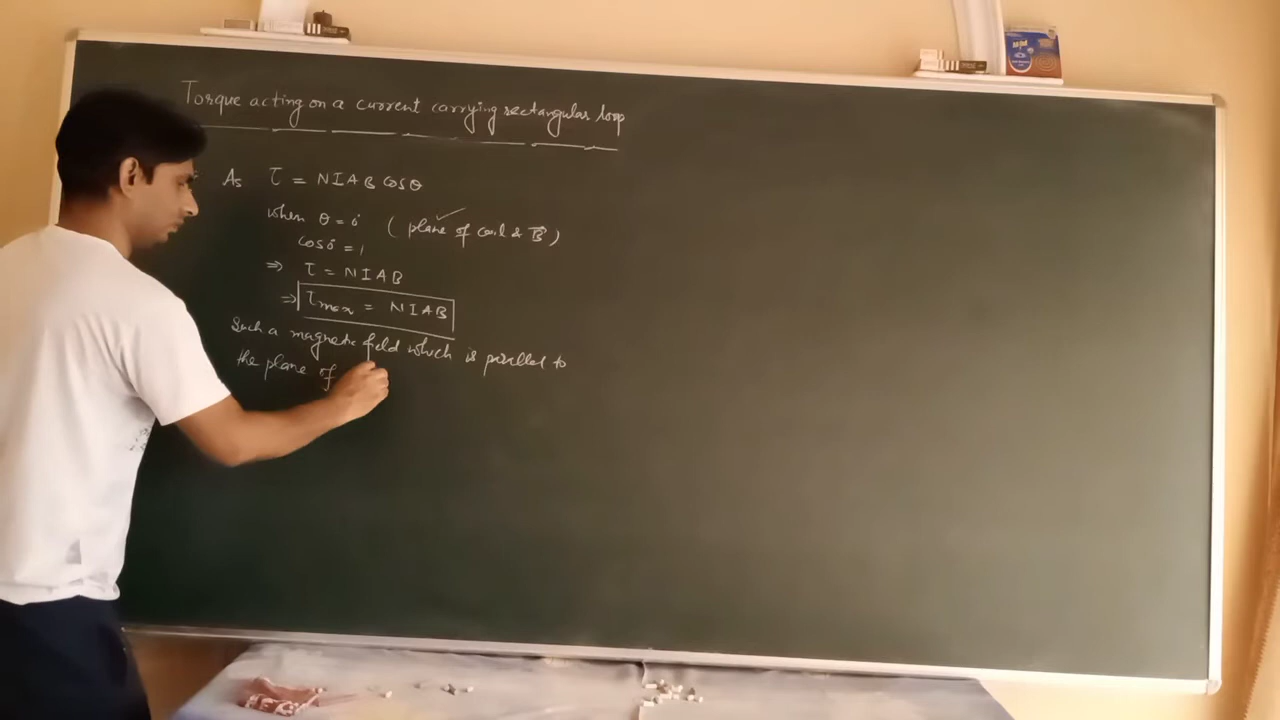 Torque acting on a current carrying rectangular loop
As τ = NIAB cosθ
when θ = 0° (plane of coil & B⃗)
cos0° = 1
⇒ τ = NIAB
⇒ τmax = NIAB
Such a magnetic field which is parallel to
the plane of